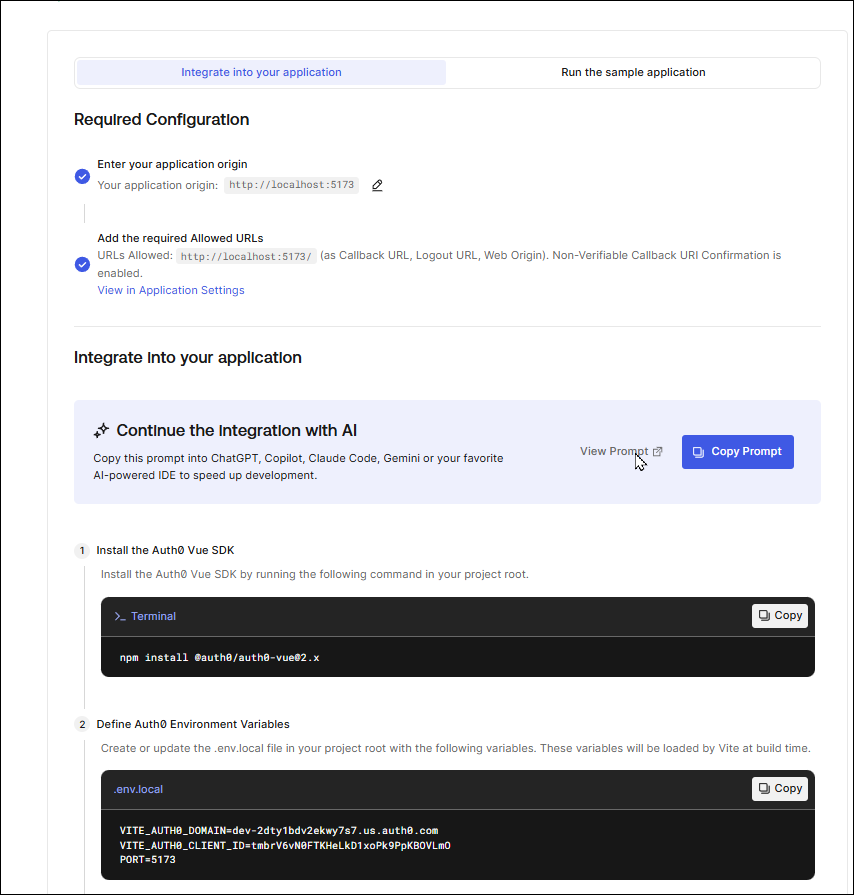 Integrate into your application
Run the sample application
Required Configuration
Enter your application origin
Your application origin: http://localhost:5173
Add the required Allowed URLs
URLs Allowed: http://localhost:5173/ (as Callback URL, Logout URL, Web Origin). Non-Verifiable Callback URI Confirmation is
enabled.
View in Application Settings
Integrate into your application
Continue the integration with AI
Copy this prompt into ChatGPT, Copilot, Claude Code, Gemini or your favorite
AI-powered IDE to speed up development.
View Prompt
Copy Prompt
1 Install the Auth0 Vue SDK
Install the Auth0 Vue SDK by running the following command in your project root.
>_ Terminal
Copy
npm install @auth0/auth0-vue@2.x
2 Define Auth0 Environment Variables
Create or update the .env.local file in your project root with the following variables. These variables will be loaded by Vite at build time.
.env.local
Copy
VITE_AUTH0_DOMAIN=dev-2dty1bdv2ekwy7s7.us.auth0.com
VITE_AUTH0_CLIENT_ID=tmbrV6vN0FTKHeLkD1xoPk9PpKBOVLmO
PORT=5173